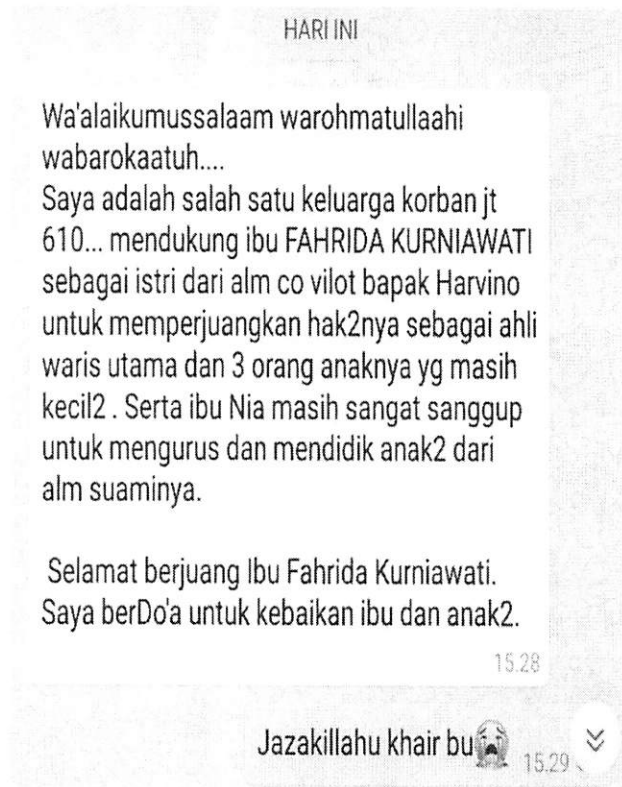 HARI INI
Wa'alaikumussalaam warohmatullaahi
wabarokaatuh....
Saya adalah salah satu keluarga korban jt
610... mendukung ibu FAHRIDA KURNIAWATI
sebagai istri dari alm co vilot bapak Harvino
untuk memperjuangkan hak2nya sebagai ahli
waris utama dan 3 orang anaknya yg masih
kecil2 . Serta ibu Nia masih sangat sanggup
untuk mengurus dan mendidik anak2 dari
alm suaminya.
Selamat berjuang Ibu Fahrida Kurniawati.
Saya berDo'a untuk kebaikan ibu dan anak2.
15.28
Jazakillahu khair bu😭 15.29